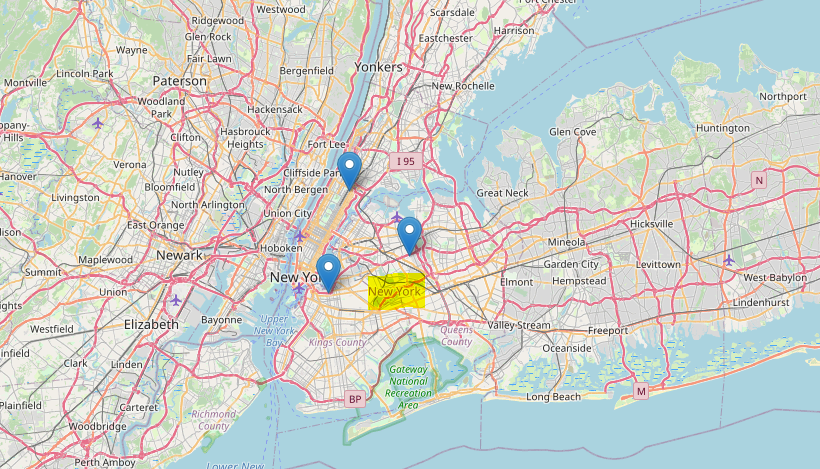 Westwood
Scarsdale
Port Chester
Ridgewood
Glen Rock
Harrison
Eastchester
Wayne
Fair Lawn
Lincoln Park
Bergenfield
Yonkers
Montville
Paterson
New Rochelle
Woodland
Park
Hackensack
Northport
Hasbrouck
Heights
Clifton
Huntington
Glen Cove
Hills
Fort Lee
Verona
I 95
Nutley
Cliffside Park
Hanover
Bloomfield
North Bergen
N
Livingston
Great Neck
North Arlington
Union City
East Orange
Hicksville
Hoboken
Mineola
Newark
Maplewood
Garden City
Levittown
Summit
New York
Elmont
Hempstead
West Babylon
Union
New York
Lindenhurst
Bayonne
Upper
New York
Bay
Elizabeth
Westfield
Valley Stream
Freeport
Queens
County
Kings County
Oceanside
Clark
Linden
Gateway
National
Recreation
Area
M
BP
Long Beach
Plainfield
Carteret
Richmond
County
Woodbridge
Perth Amboy
Lower New